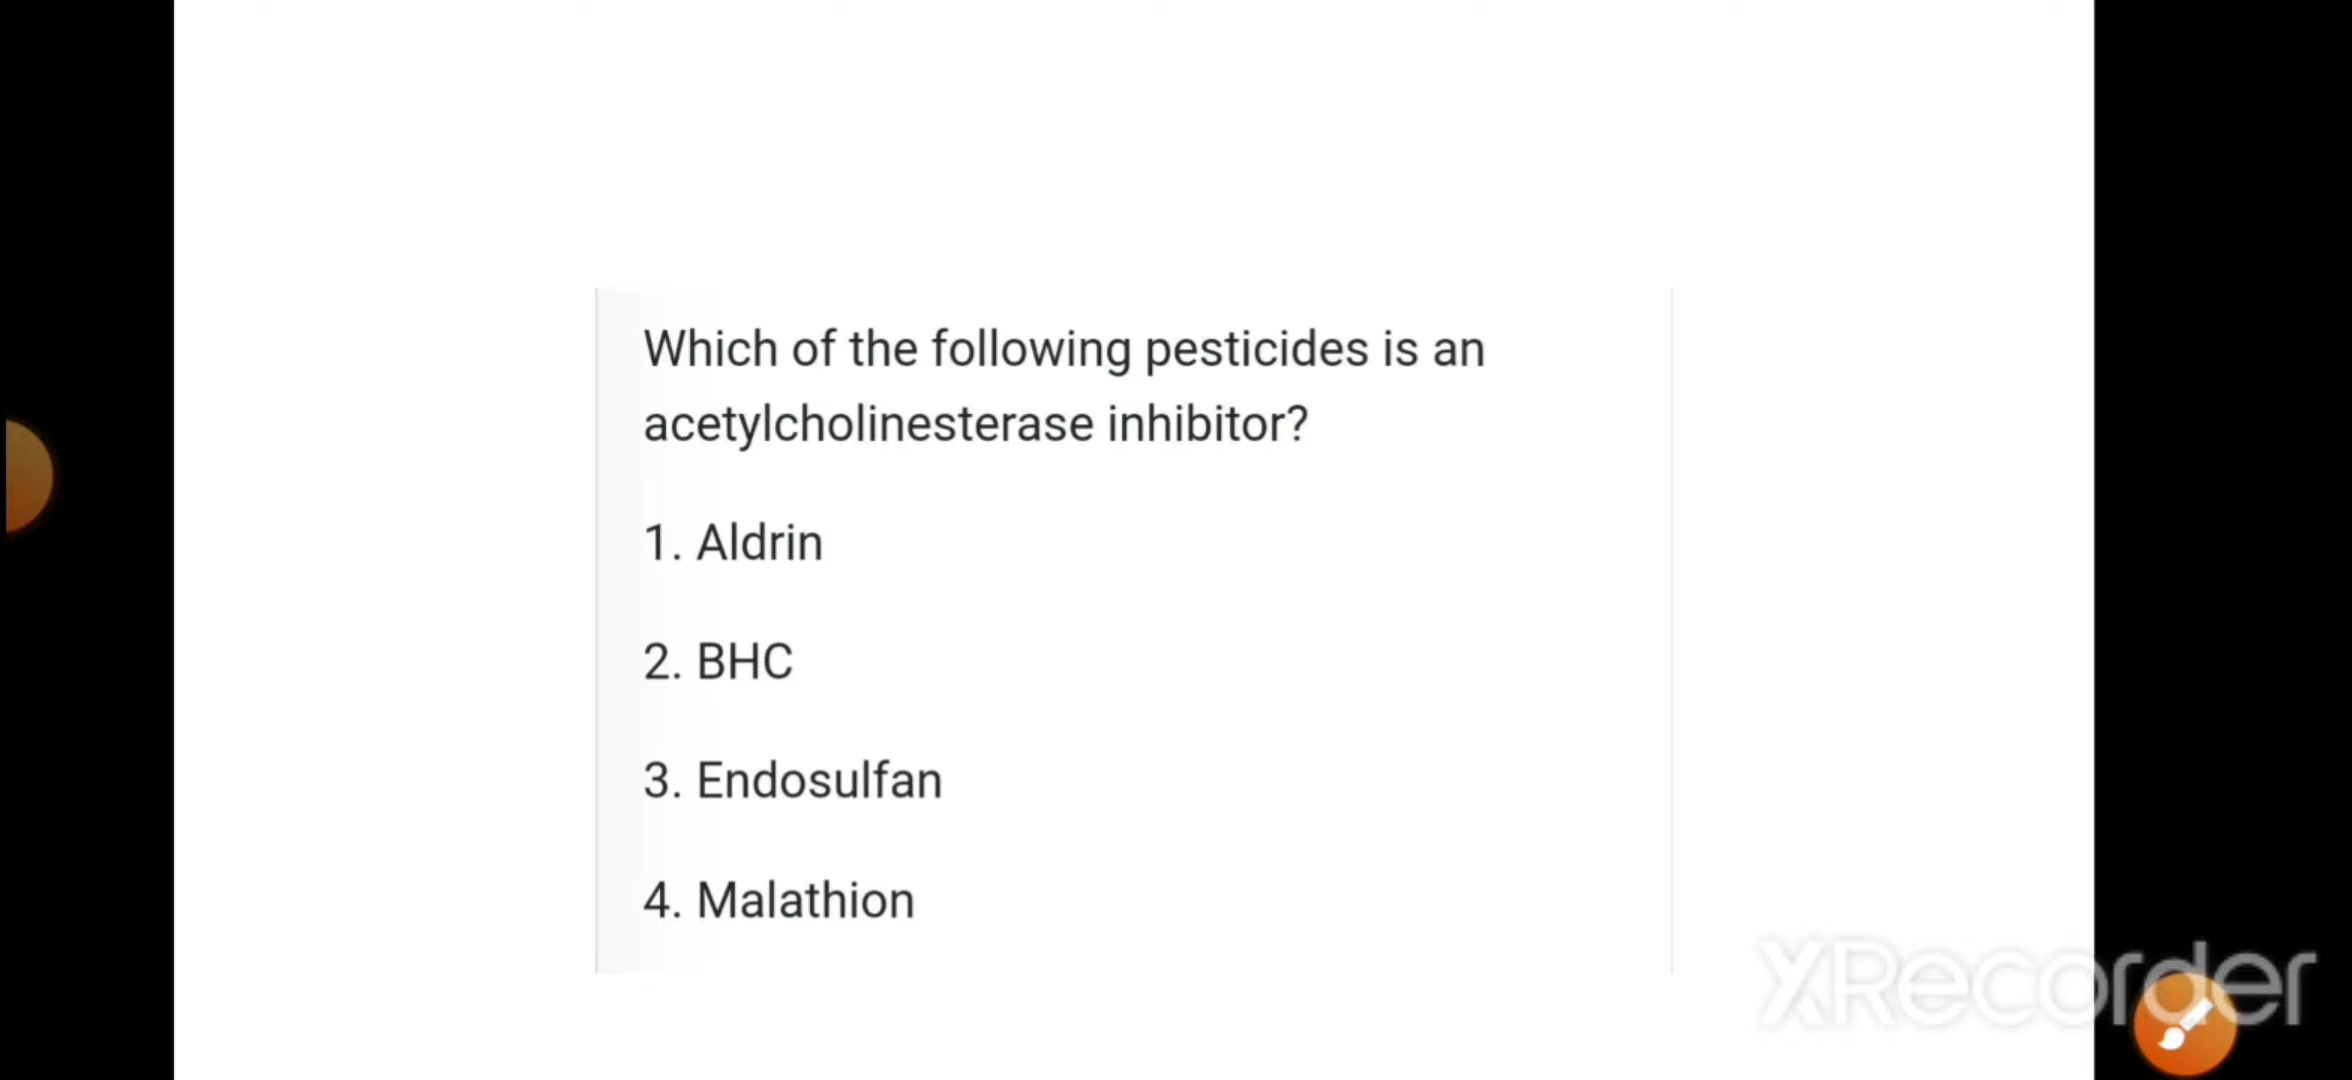 Which of the following pesticides is an
acetylcholinesterase inhibitor?
1. Aldrin
2. BHC
3. Endosulfan
4. Malathion
XRecorder